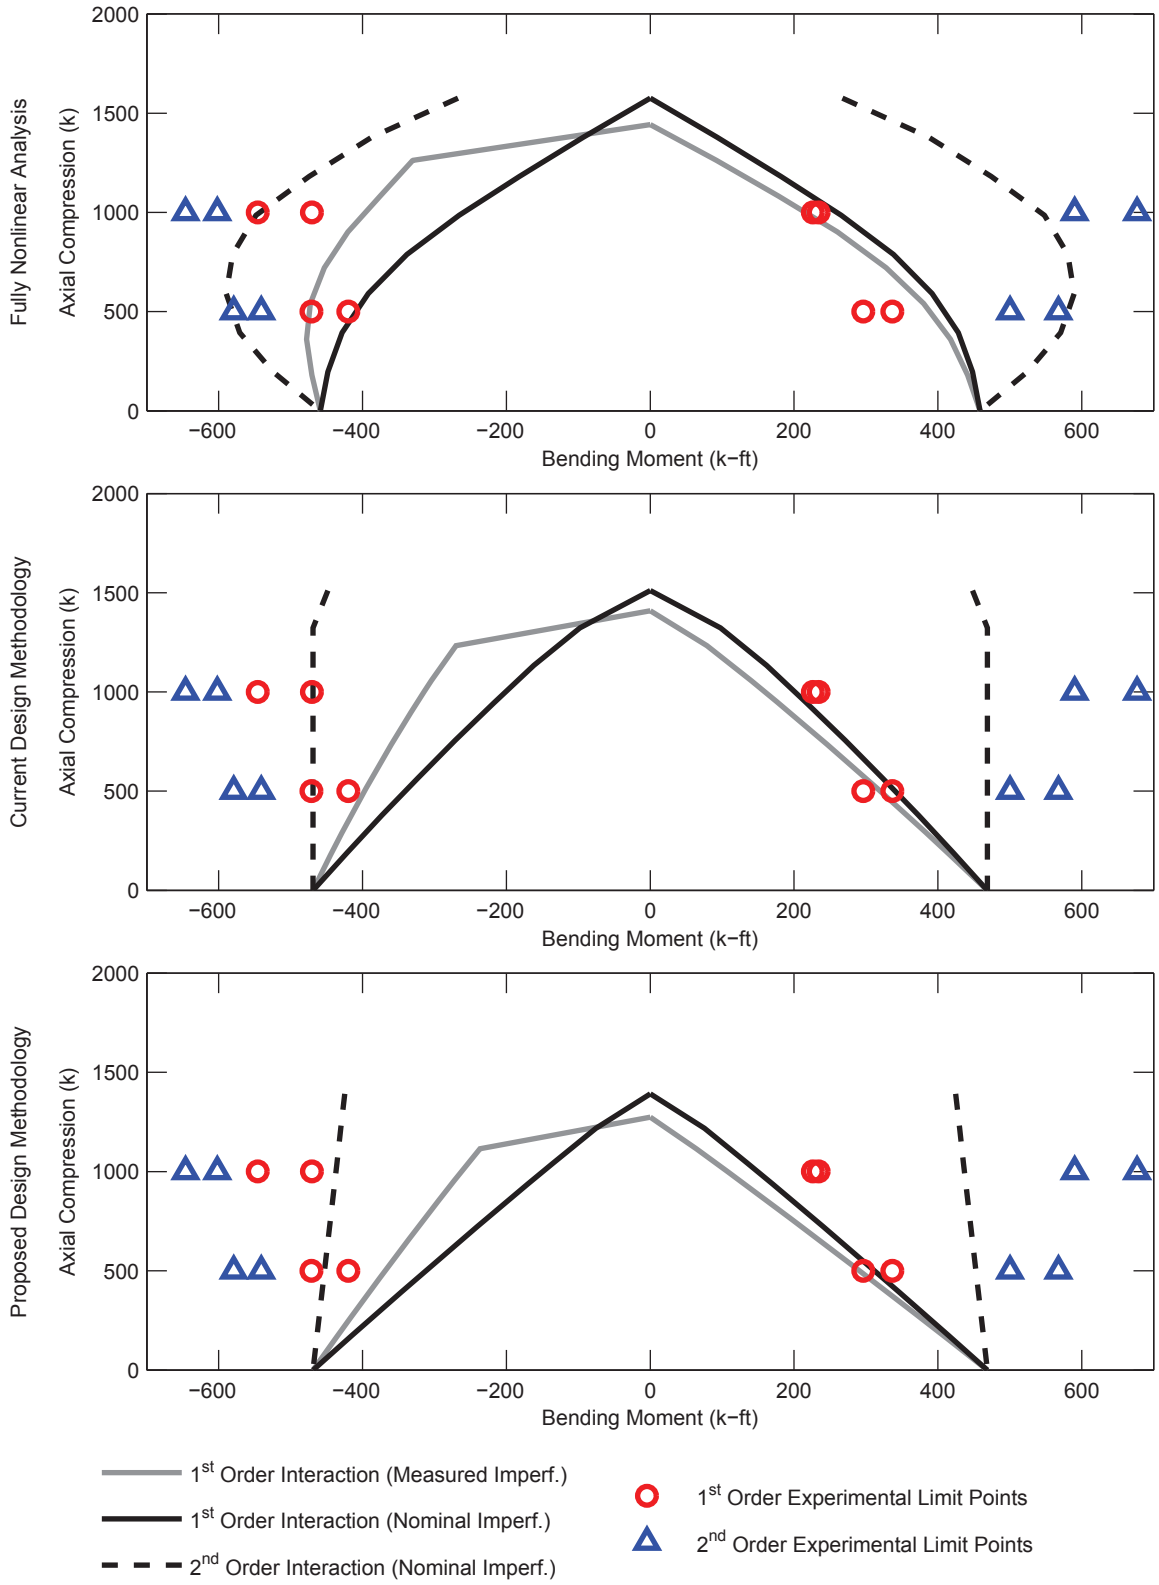 Fully Nonlinear Analysis
Axial Compression (k)
2000
1500
1000
500
0
−600 −400 −200 0 200 400 600
Bending Moment (k−ft)
Current Design Methodology
Axial Compression (k)
2000
1500
1000
500
0
−600 −400 −200 0 200 400 600
Bending Moment (k−ft)
Proposed Design Methodology
Axial Compression (k)
2000
1500
1000
500
0
−600 −400 −200 0 200 400 600
Bending Moment (k−ft)
1st Order Interaction (Measured Imperf.)
1st Order Interaction (Nominal Imperf.)
2nd Order Interaction (Nominal Imperf.)
1st Order Experimental Limit Points
2nd Order Experimental Limit Points